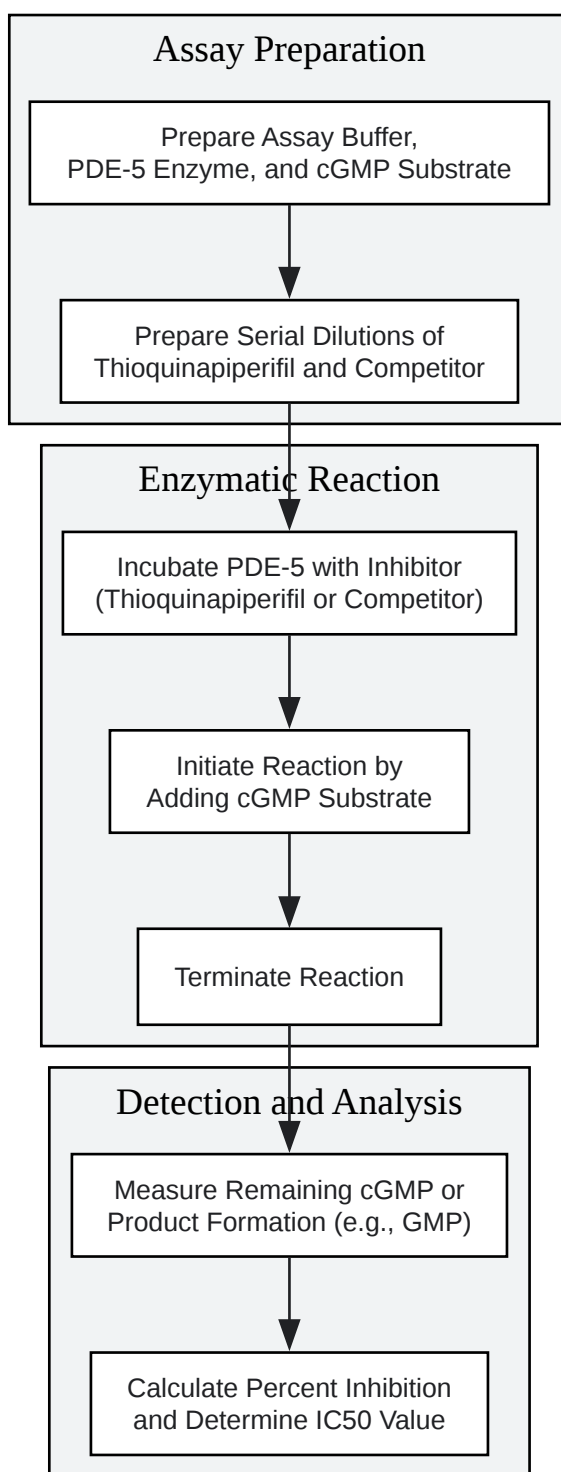 Assay Preparation
Prepare Assay Buffer,
PDE-5 Enzyme, and cGMP Substrate
Prepare Serial Dilutions of
Thioquinapiperifil and Competitor
Enzymatic Reaction
Incubate PDE-5 with Inhibitor
(Thioquinapiperifil or Competitor)
Initiate Reaction by
Adding cGMP Substrate
Terminate Reaction
Detection and Analysis
Measure Remaining cGMP or
Product Formation (e.g., GMP)
Calculate Percent Inhibition
and Determine IC50 Value